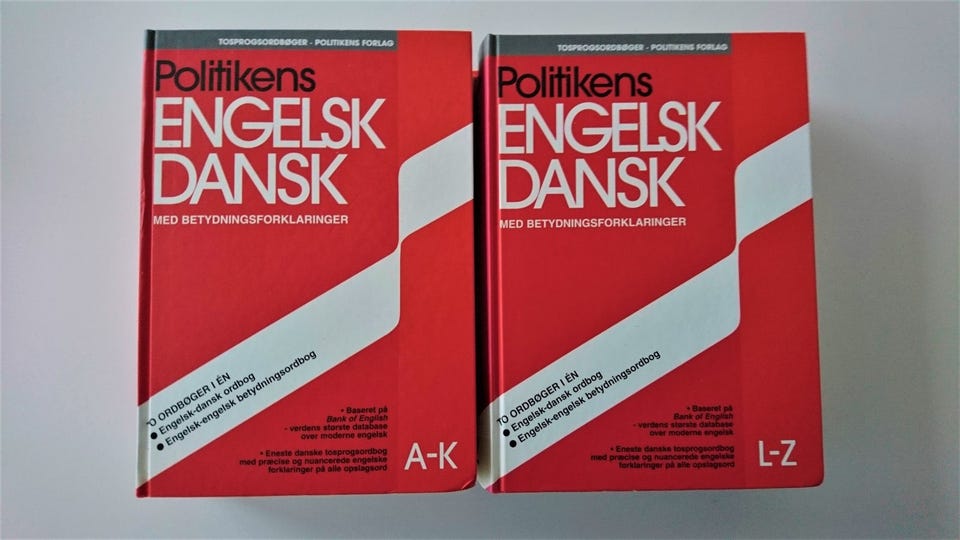 TOSPROGSORDBØGER - POLITIKENS FORLAG
Politikens
ENGELSK
DANSK
MED BETYDNINGSFORKLARINGER
TO ORDBØGER I ÉN
● Engelsk-dansk ordbog
● Engelsk-engelsk betydningsordbog
• Baseret på
Bank of English
- verdens største database
over moderne engelsk
• Eneste danske tosprogsordbog
med præcise og nuancerede engelske
forklaringer på alle opslagsord
A-K
TOSPROGSORDBØGER - POLITIKENS FORLAG
Politikens
ENGELSK
DANSK
MED BETYDNINGSFORKLARINGER
TO ORDBØGER I ÉN
● Engelsk-dansk ordbog
● Engelsk-engelsk betydningsordbog
• Baseret på
Bank of English
- verdens største database
over moderne engelsk
• Eneste danske tosprogsordbog
med præcise og nuancerede engelske
forklaringer på alle opslagsord
L-Z